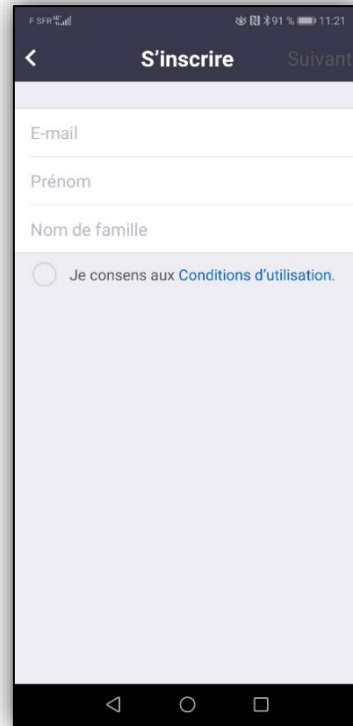 F SFR 91 % 11:21
S'inscrire Suivant
E-mail
Prénom
Nom de famille
Je consens aux Conditions d'utilisation.